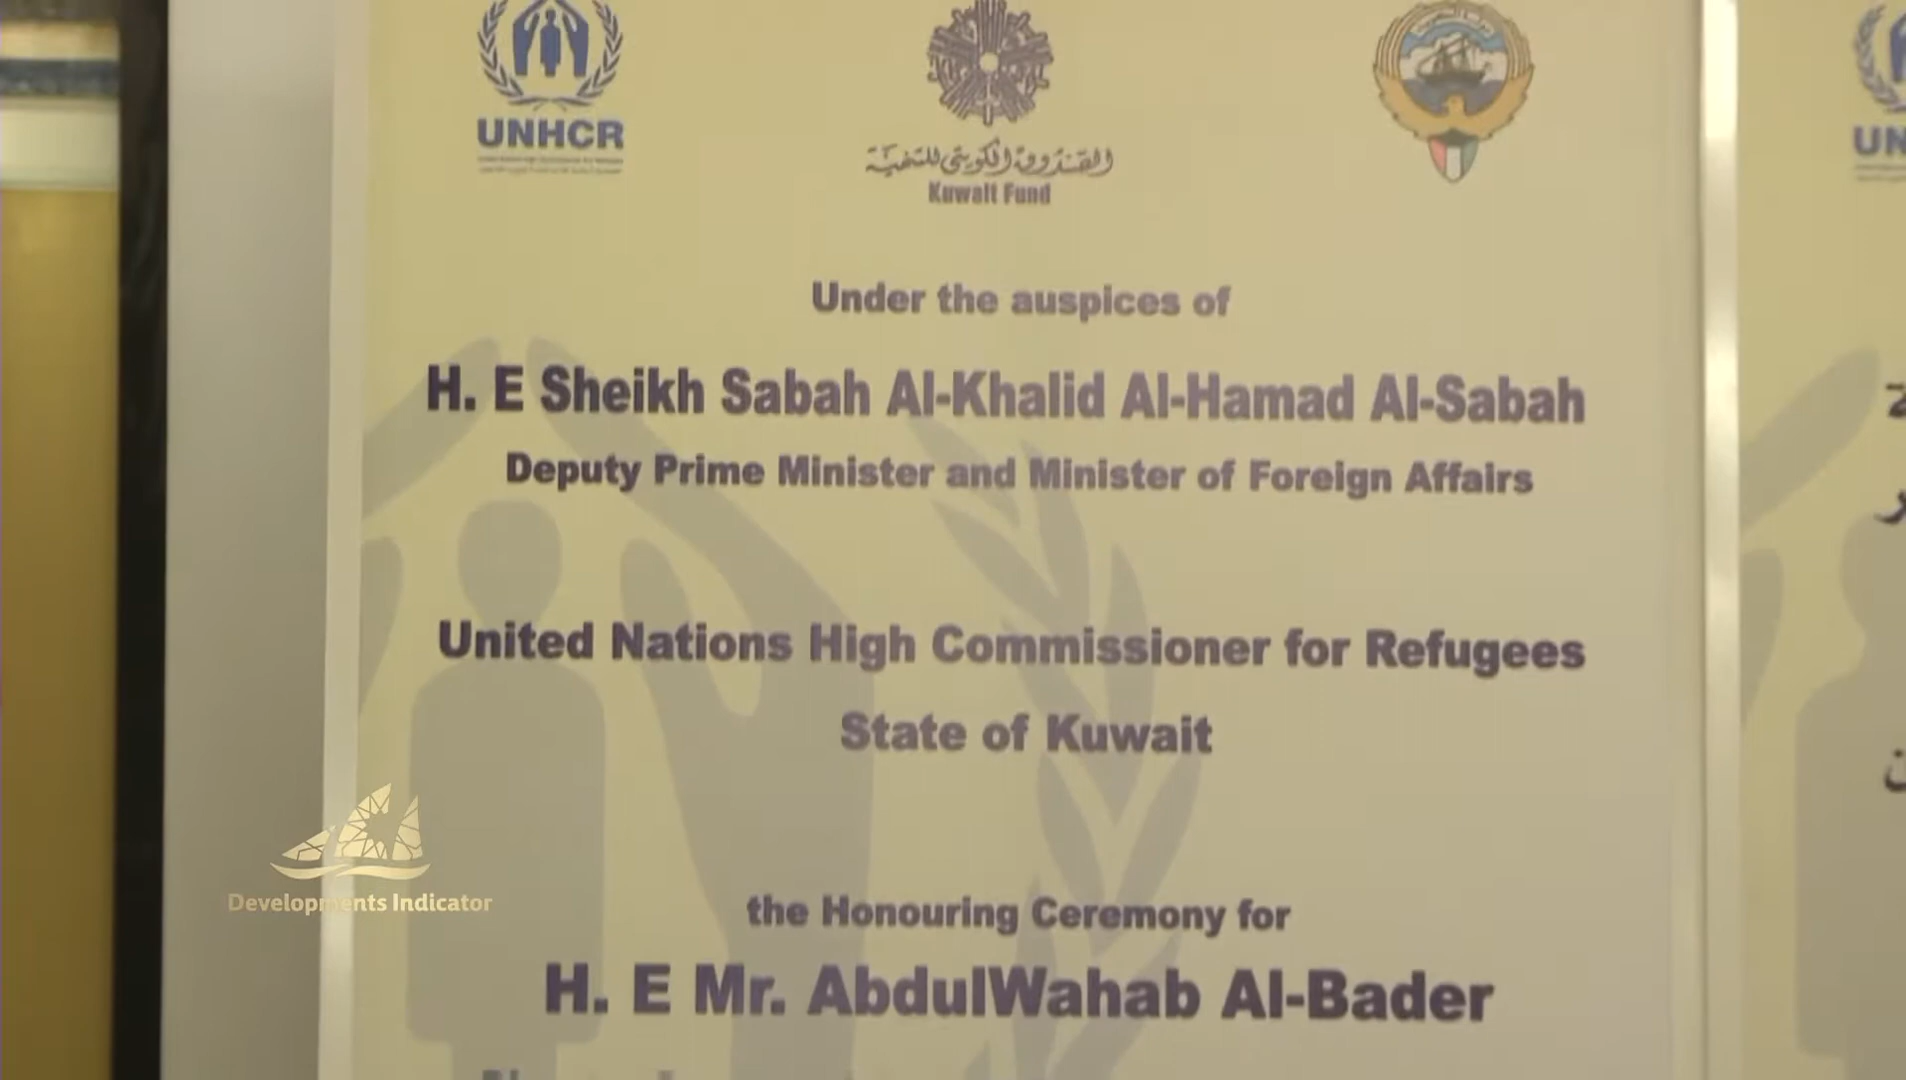 UNHCR
الصندوق الكويتي للتنمية
Kuwait Fund
UN
Under the auspices of
H. E Sheikh Sabah Al-Khalid Al-Hamad Al-Sabah
Deputy Prime Minister and Minister of Foreign Affairs
United Nations High Commissioner for Refugees
State of Kuwait
Developments Indicator
the Honouring Ceremony for
H. E Mr. AbdulWahab Al-Bader